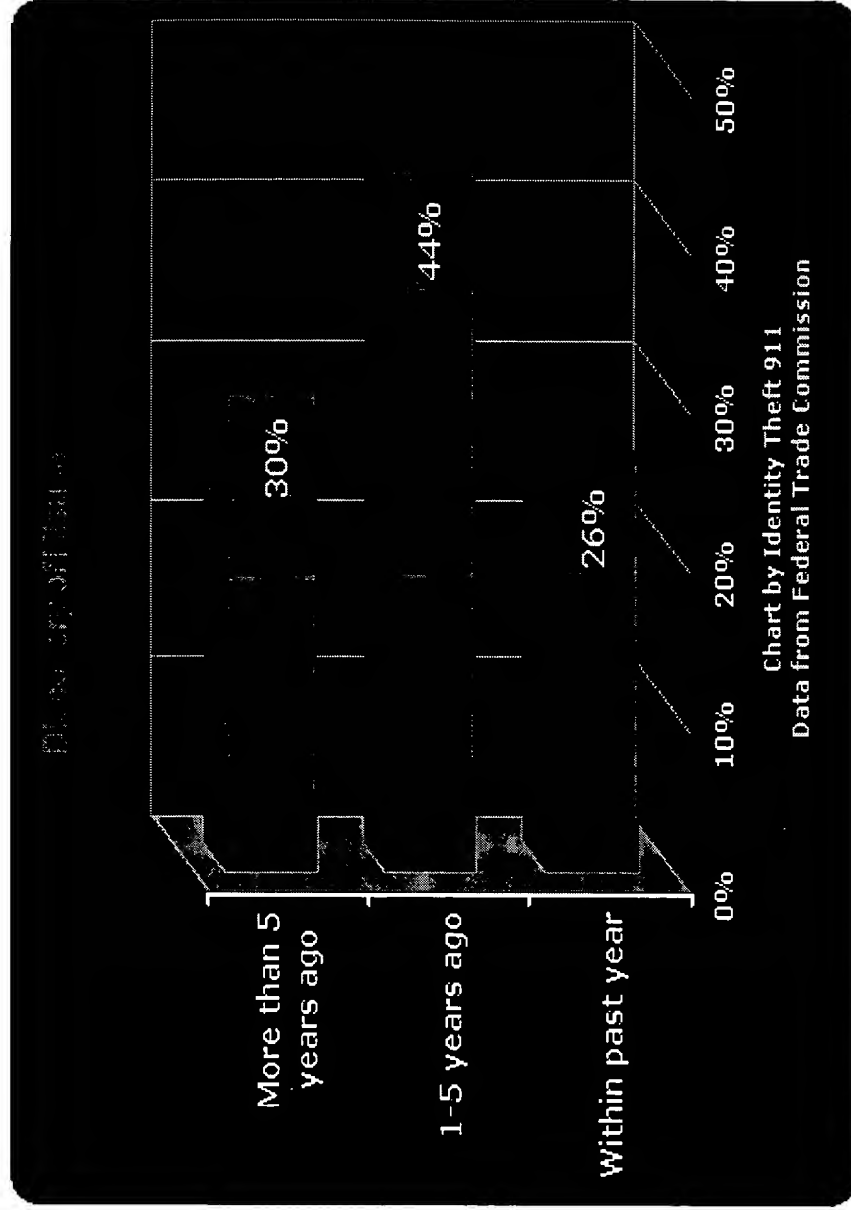 More than 5
years ago
30%
1-5 years ago
44%
Within past year
26%
0%
10%
20%
30%
40%
50%
Chart by Identity Theft 911
Data from Federal Trade Commission